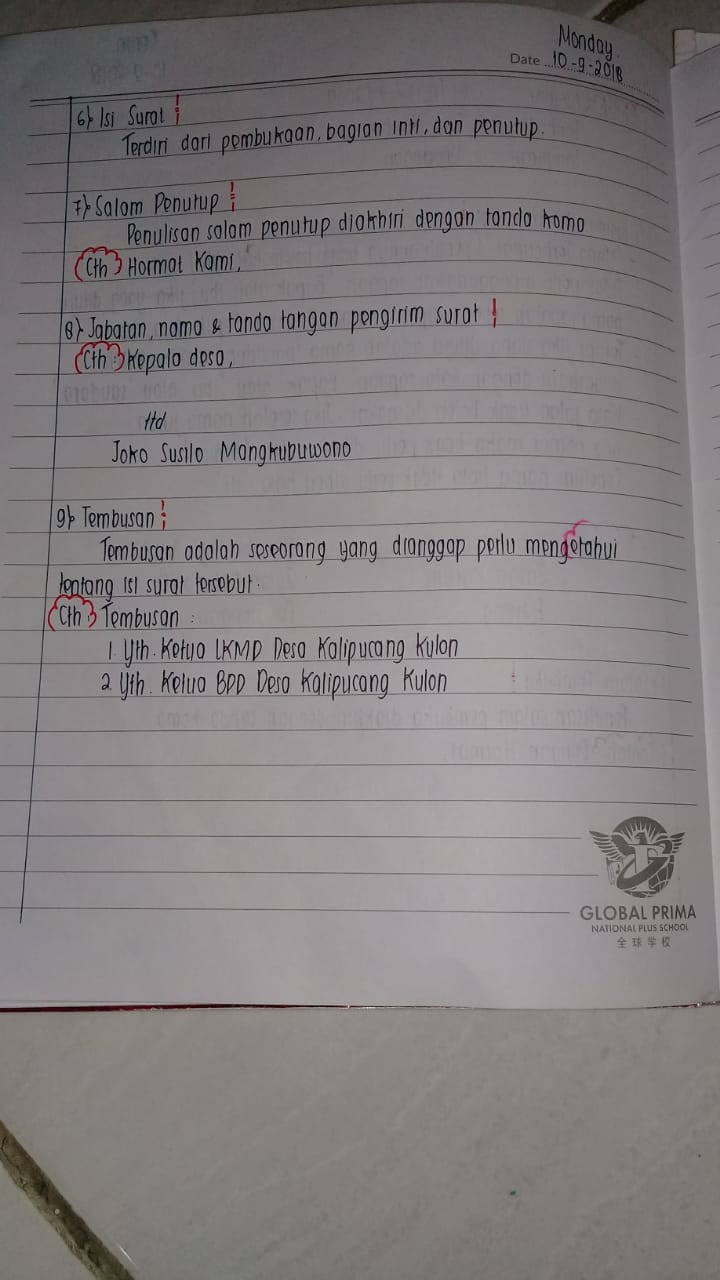 Monday
Date 10-9-2018
6) Isi Surat :
Terdiri dari pembukaan, bagian inti, dan penutup.
7) Salam Penutup :
Penulisan salam penutup diakhiri dengan tanda koma
(Cth:) Hormat Kami,
8) Jabatan, nama & tanda tangan pengirim surat :
(Cth:) Kepala desa,
ttd
Joko Susilo Mangkubuwono
9) Tembusan :
Tembusan adalah seseorang yang dianggap perlu mengetahui
tentang isi surat tersebut.
(Cth:) Tembusan :
1. Yth. Ketua LKMD Desa Kalipucang Kulon
2. Yth. Ketua BPD Desa Kalipucang Kulon
GLOBAL PRIMA
NATIONAL PLUS SCHOOL
全球学校